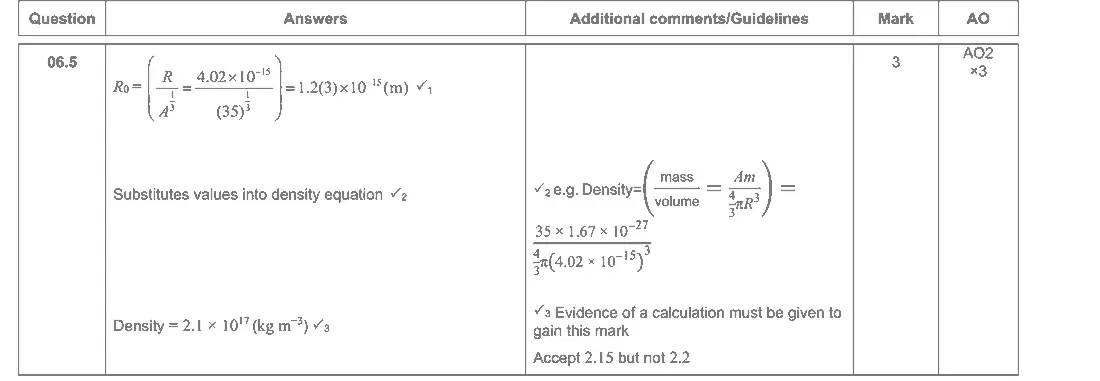 Question Answers Additional comments/Guidelines Mark AO
06.5 3 AO2 ×3
R₀ = (R / A^(1/3) = 4.02×10⁻¹⁵ / (35)^(1/3)) = 1.2(3)×10⁻¹⁵ (m) ✓₁
Substitutes values into density equation ✓₂
✓₂ e.g. Density=(mass / volume = Am / (4/3 πR³)) =
35 × 1.67 × 10⁻²⁷ / (4/3 π(4.02 × 10⁻¹⁵)³)
Density = 2.1 × 10¹⁷ (kg m⁻³) ✓₃
✓₃ Evidence of a calculation must be given to
gain this mark
Accept 2.15 but not 2.2